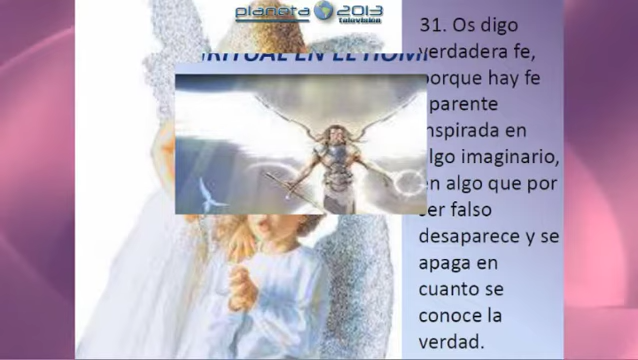 planeta 2013
televisión
RITUAL EN EL HOM
31. Os digo
verdadera fe,
porque hay fe
aparente
inspirada en
algo imaginario,
en algo que por
ser falso
desaparece y se
apaga en
cuanto se
conoce la
verdad.